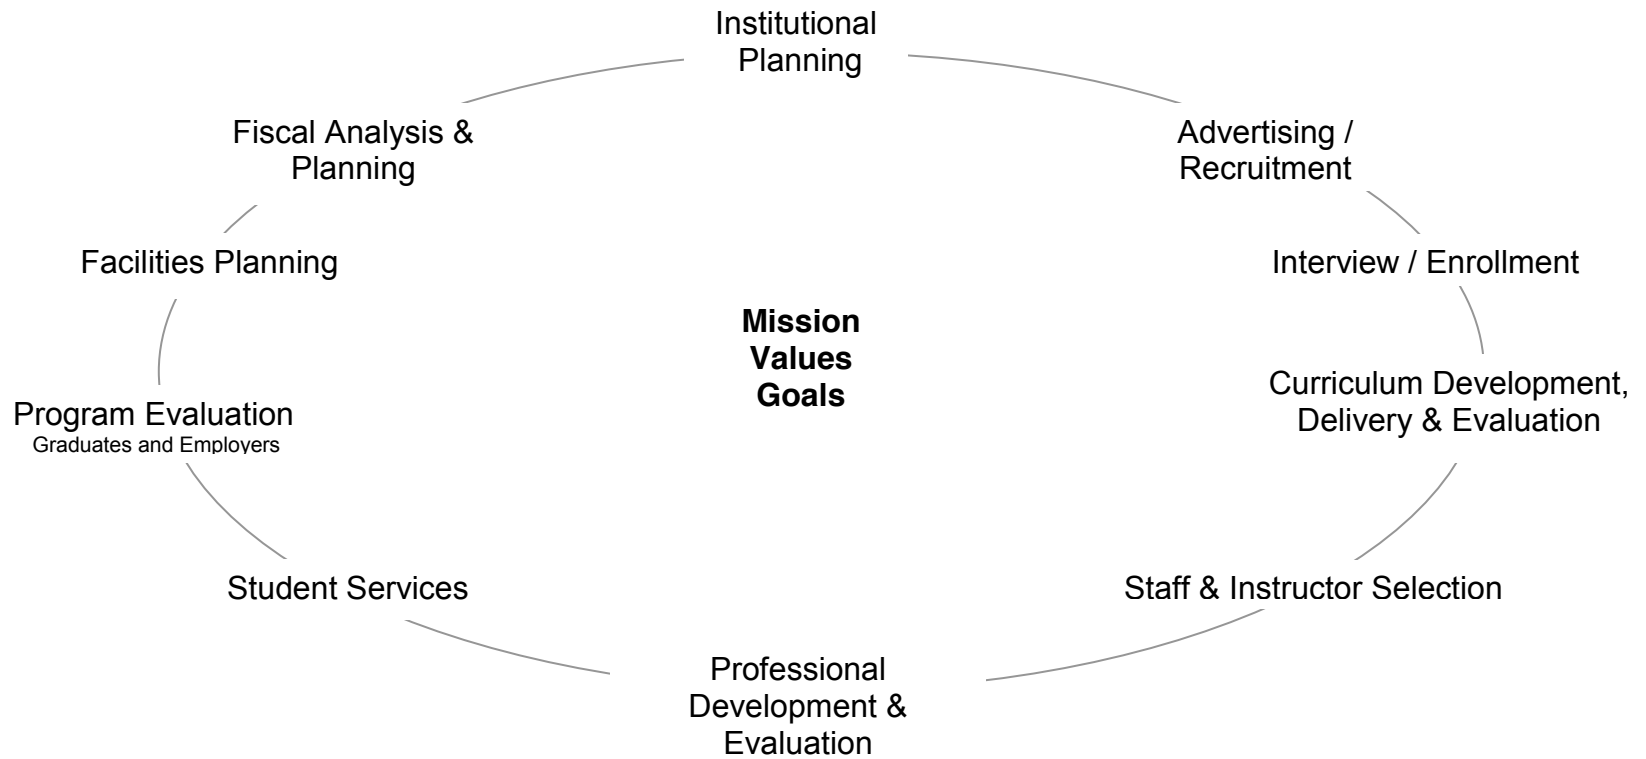 Institutional
Planning
Fiscal Analysis &
Planning
Advertising /
Recruitment
Facilities Planning
Interview / Enrollment
Mission
Values
Goals
Curriculum Development,
Delivery & Evaluation
Program Evaluation
Graduates and Employers
Student Services
Staff & Instructor Selection
Professional
Development &
Evaluation